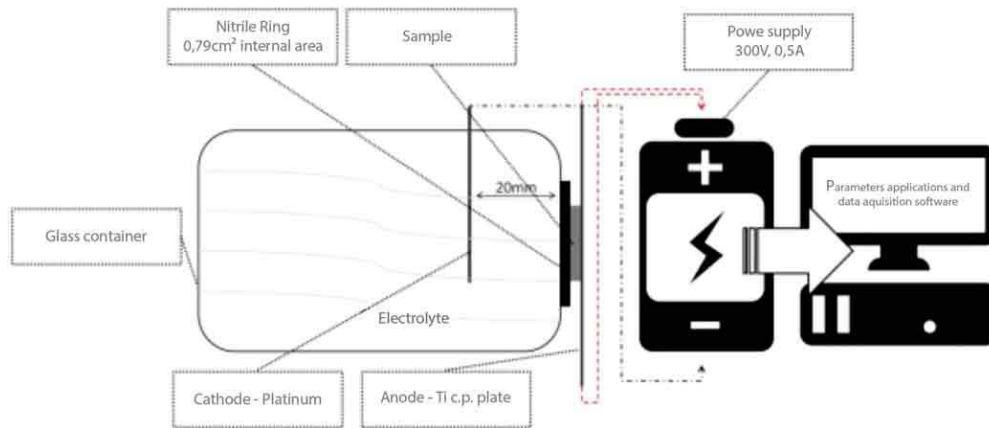 Nitrile Ring
0,79cm² internal area
Sample
Powe supply
300V, 0,5A
20mm
Parameters applications and
data aquisition software
Glass container
Electrolyte
Cathode - Platinum
Anode - Ti c.p. plate